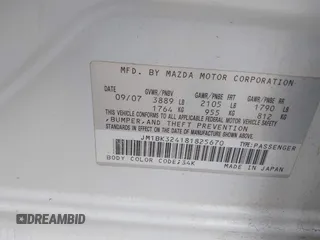 MFD. BY MAZDA MOTOR CORPORATION
GVWR/PNBV GAWR/PNBE FRT GAWR/PNBE RR
09/07 3889 LB 2105 LB 1790 LB
1764 KG 955 KG 812 KG
THIS VEHICLE CONFORMS TO ALL APPLICABLE
FEDERAL MOTOR VEHICLE SAFETY
,BUMPER,AND THEFT PREVENTION
STANDARDS IN EFFECT ON THE DATE OF
MANUFACTURE SHOWN ABOVE.
JM1BK324181825670 TYPE:PASSENGER
BODY COLOR CODE/34K MADE IN JAPAN
DREAMBID